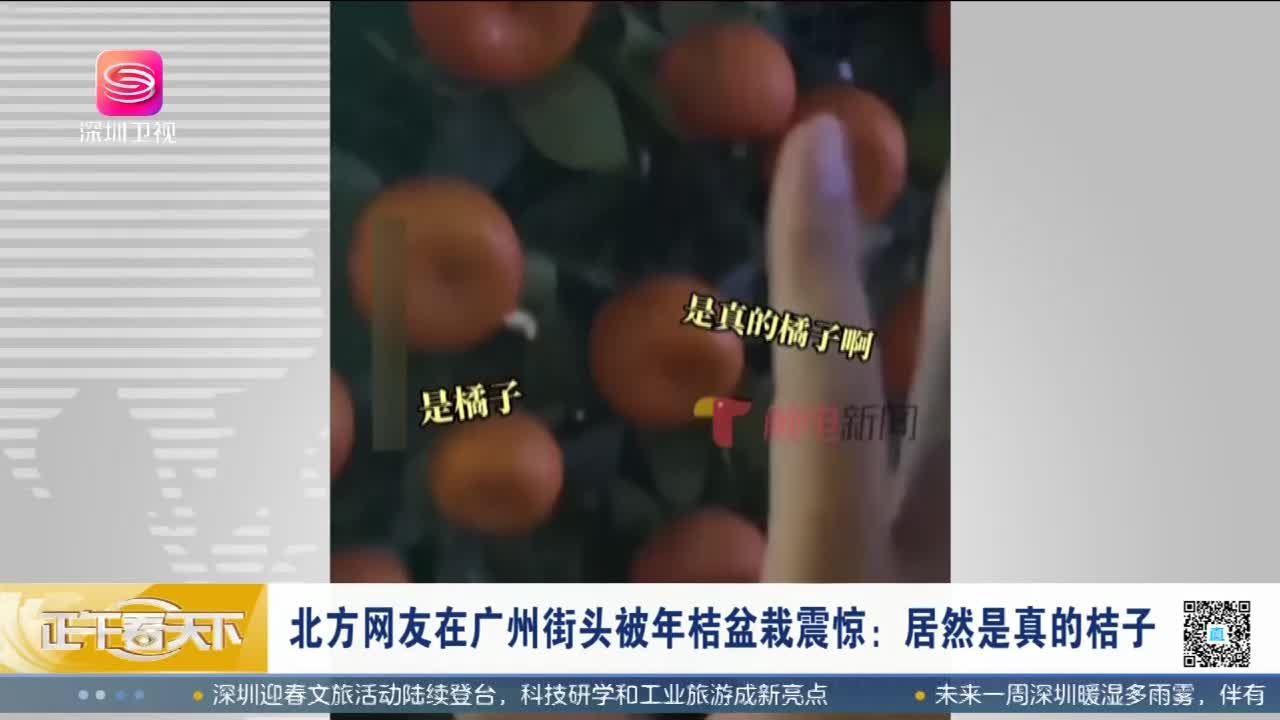 深圳卫视
是真的橘子啊
是橘子
新闻
正午看天下
北方网友在广州街头被年桔盆栽震惊：居然是真的桔子
深圳迎春文旅活动陆续登台，科技研学和工业旅游成新亮点
未来一周深圳暖湿多雨雾，伴有